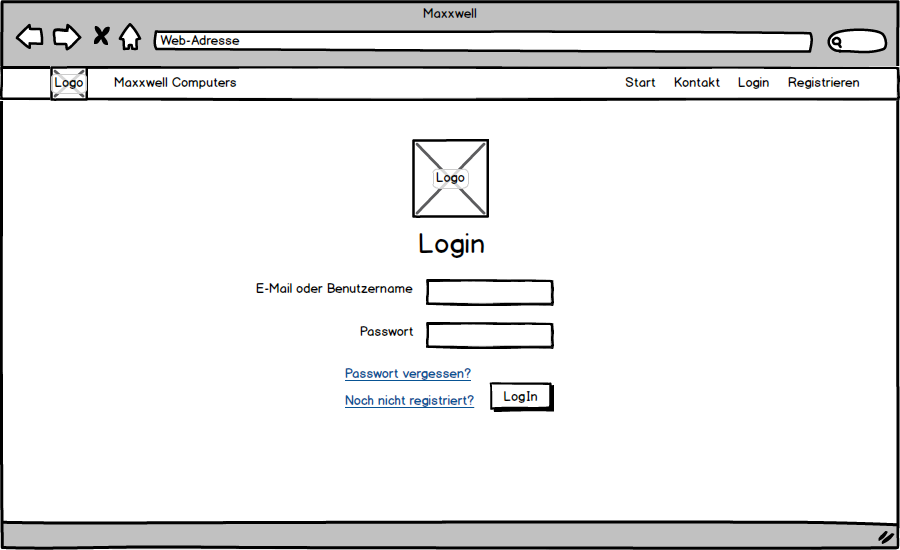 Maxxwell
Web-Adresse
Logo Maxxwell Computers Start Kontakt Login Registrieren
Logo
Login
E-Mail oder Benutzername
Passwort
Passwort vergessen?
Noch nicht registriert? LogIn